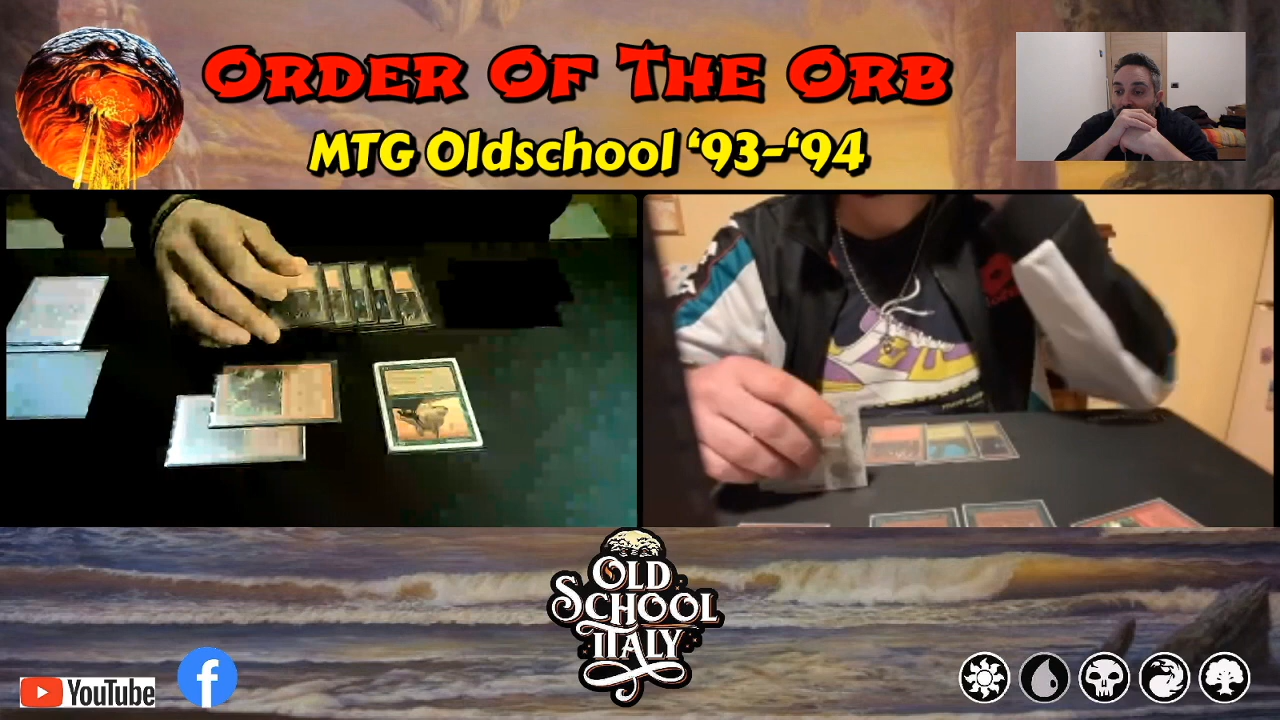 Order Of The Orb
MTG Oldschool ‘93-‘94
OLD
SCHOOL
ITALY
YouTube
f